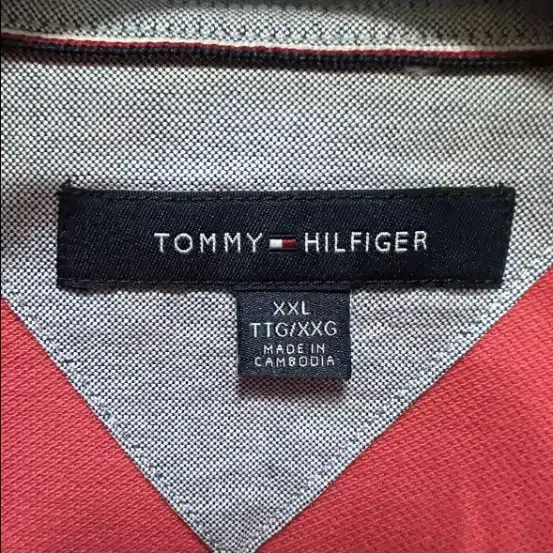 TOMMY HILFIGER
XXL
TTG/XXG
MADE IN
CAMBODIA